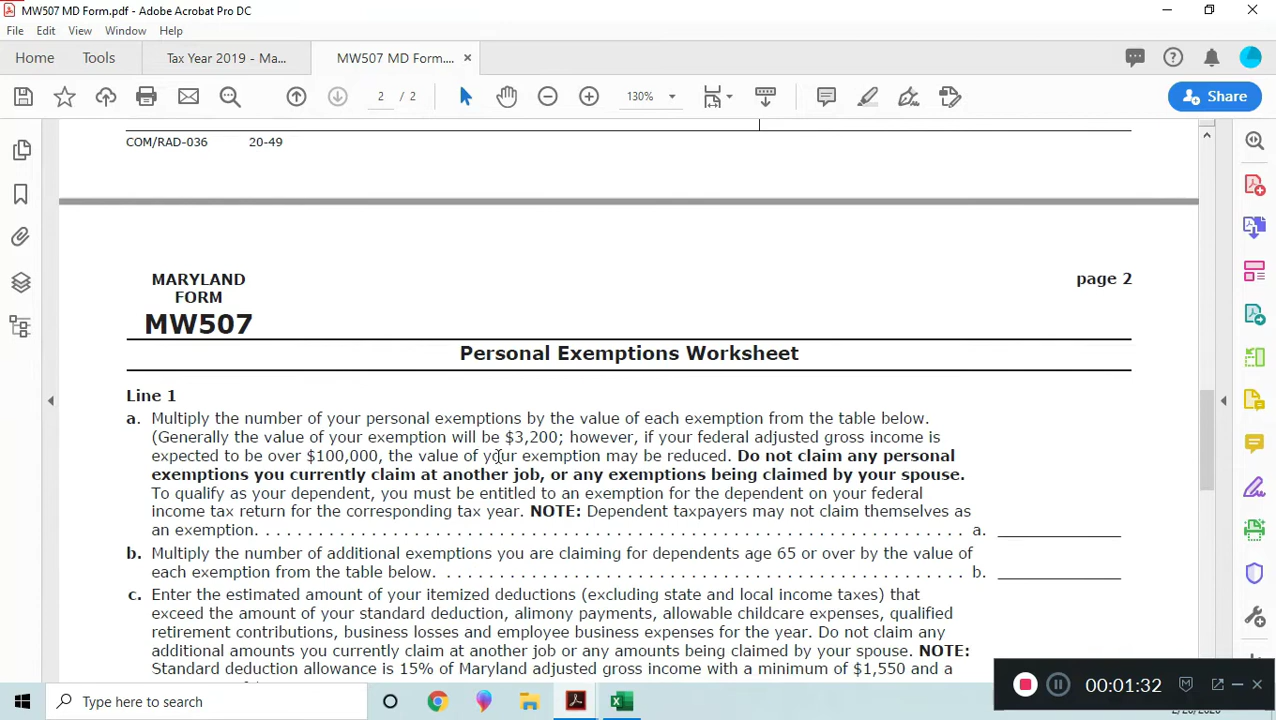 MW507 MD Form.pdf - Adobe Acrobat Pro DC
File Edit View Window Help
Home Tools Tax Year 2019 - Ma... MW507 MD Form.... ×
2 / 2 130% Share
COM/RAD-036 20-49
MARYLAND
FORM
MW507
page 2
Personal Exemptions Worksheet
Line 1
a. Multiply the number of your personal exemptions by the value of each exemption from the table below.
(Generally the value of your exemption will be $3,200; however, if your federal adjusted gross income is
expected to be over $100,000, the value of your exemption may be reduced. Do not claim any personal
exemptions you currently claim at another job, or any exemptions being claimed by your spouse.
To qualify as your dependent, you must be entitled to an exemption for the dependent on your federal
income tax return for the corresponding tax year. NOTE: Dependent taxpayers may not claim themselves as
an exemption. . . . . . . . . . . . . . . . . . . . . . . . . . . . . . . . . . . . . . . . . . . . . . . . . . . . a. ____________
b. Multiply the number of additional exemptions you are claiming for dependents age 65 or over by the value of
each exemption from the table below. . . . . . . . . . . . . . . . . . . . . . . . . . . . . . . . . . . . . b. ____________
c. Enter the estimated amount of your itemized deductions (excluding state and local income taxes) that
exceed the amount of your standard deduction, alimony payments, allowable childcare expenses, qualified
retirement contributions, business losses and employee business expenses for the year. Do not claim any
additional amounts you currently claim at another job or any amounts being claimed by your spouse. NOTE:
Standard deduction allowance is 15% of Maryland adjusted gross income with a minimum of $1,550 and a
00:01:32
Type here to search